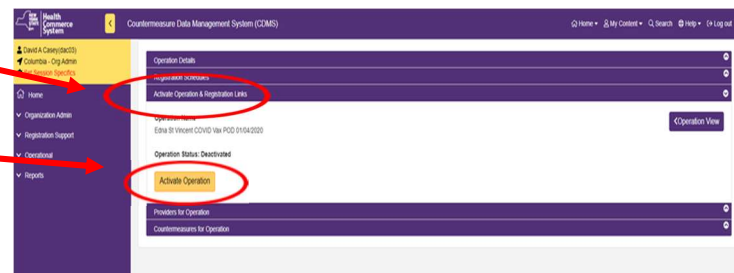 NEW YORK STATE
Health Commerce System
Countermeasure Data Management System (CDMS)
Home My Content Search Help Log out
David A Casey(dac03)
Columbia - Org Admin
Set Session Specifics
Home
Organization Admin
Registration Support
Operational
Reports
Operation Details
Registration Schedules
Activate Operation & Registration Links
Operation Name
Edna St Vincent COVID Vax POD 01/04/2020
Operation View
Operation Status: Deactivated
Activate Operation
Providers for Operation
Countermeasures for Operation